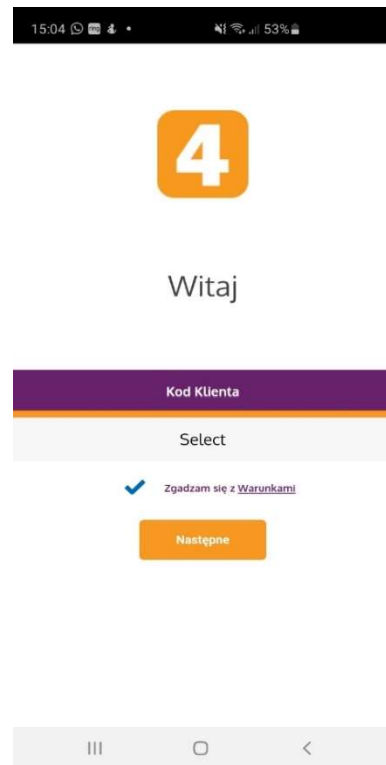 15:04 53%
4
Witaj
Kod Klienta
Select
Zgadzam się z Warunkami
Następne